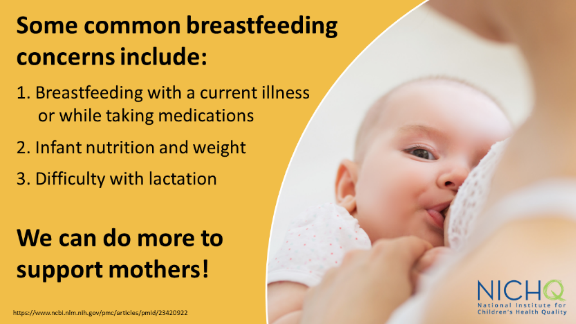 Some common breastfeeding
concerns include:
1. Breastfeeding with a current illness
or while taking medications
2. Infant nutrition and weight
3. Difficulty with lactation
We can do more to
support mothers!
https://www.ncbi.nlm.nih.gov/pmc/articles/pmid/23420922
NICHQ
National Institute for
Children's Health Quality